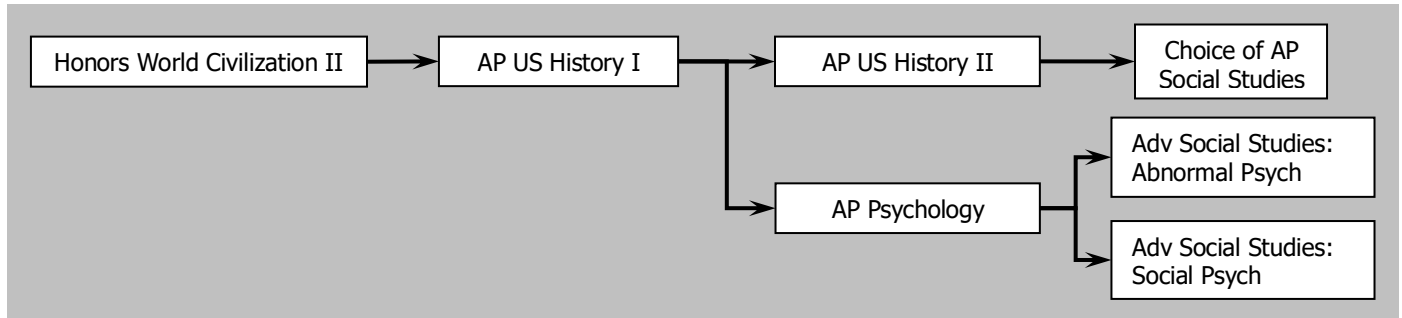 Honors World Civilization II
AP US History I
AP US History II
Choice of AP
Social Studies
AP Psychology
Adv Social Studies:
Abnormal Psych
Adv Social Studies:
Social Psych